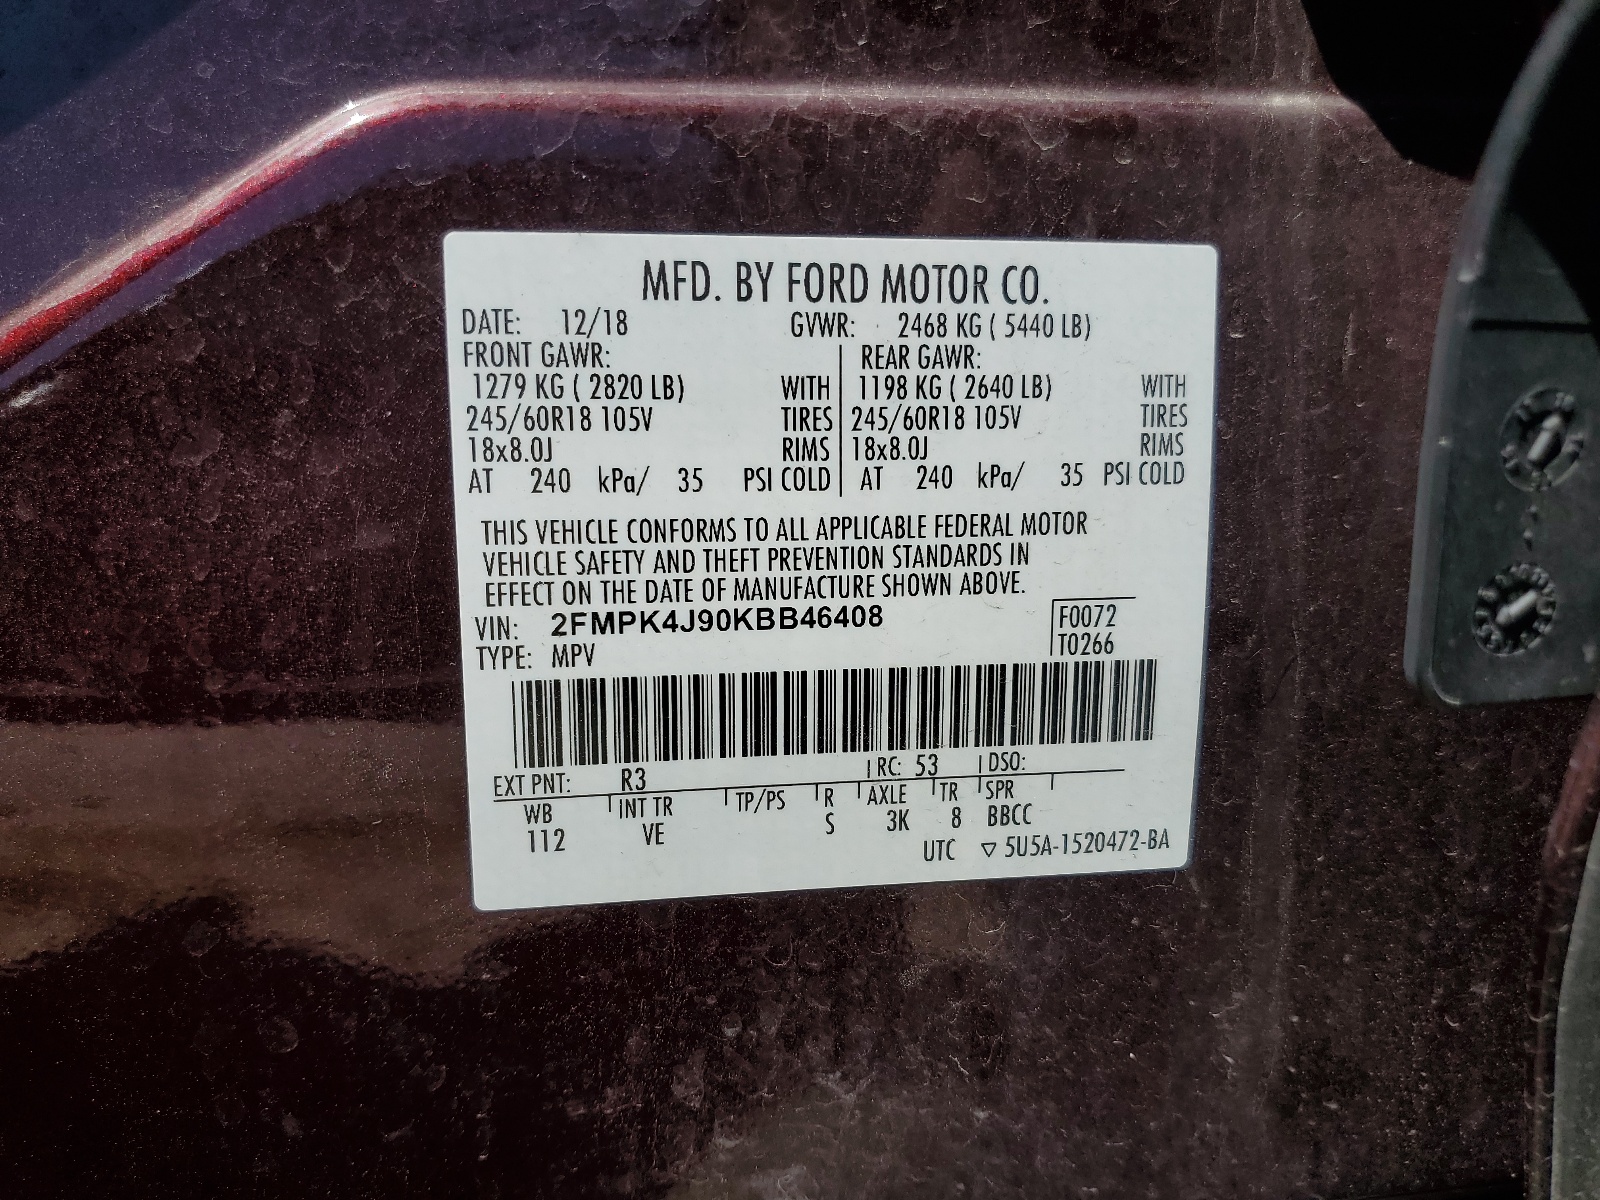 MFD. BY FORD MOTOR CO.
DATE: 12/18 GVWR: 2468 KG ( 5440 LB)
FRONT GAWR: REAR GAWR:
1279 KG ( 2820 LB) WITH 1198 KG ( 2640 LB) WITH
245/60R18 105V TIRES 245/60R18 105V TIRES
18x8.0J RIMS 18x8.0J RIMS
AT 240 kPa/ 35 PSI COLD AT 240 kPa/ 35 PSI COLD
THIS VEHICLE CONFORMS TO ALL APPLICABLE FEDERAL MOTOR
VEHICLE SAFETY AND THEFT PREVENTION STANDARDS IN
EFFECT ON THE DATE OF MANUFACTURE SHOWN ABOVE.
VIN: 2FMPK4J90KBB46408 F0072
TYPE: MPV T0266
EXT PNT: R3 RC: 53 DSO:
WB INT TR TP/PS R AXLE TR SPR
112 VE S 3K 8 BBCC
UTC ▽ 5U5A-1520472-BA